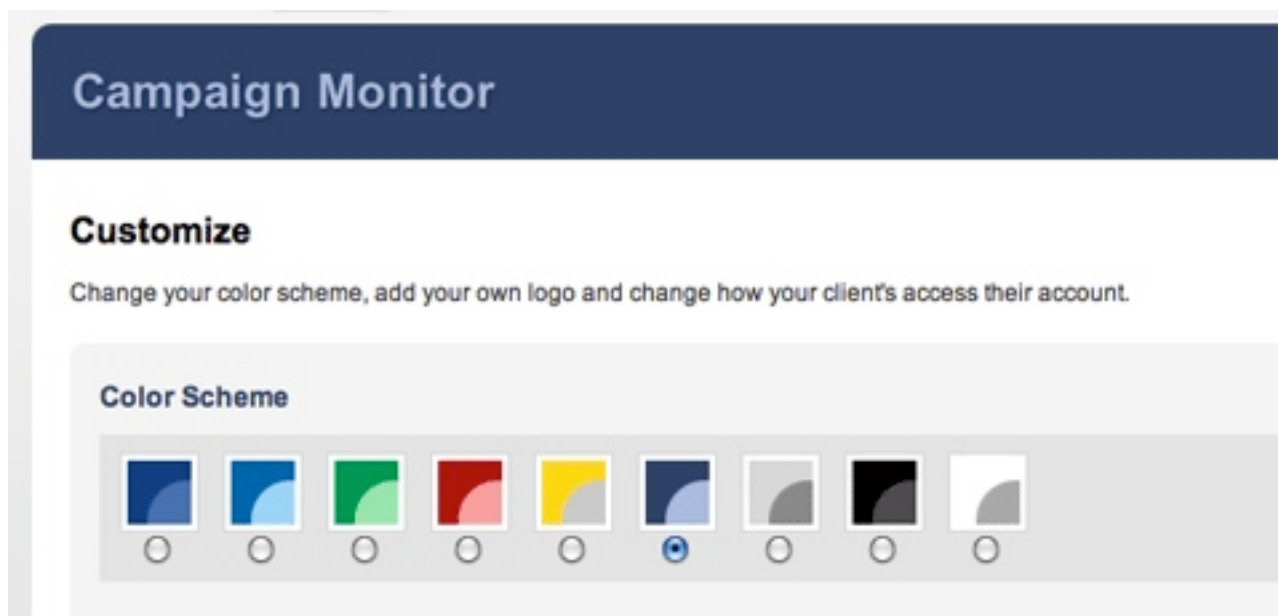 Campaign Monitor
Customize
Change your color scheme, add your own logo and change how your client's access their account.
Color Scheme